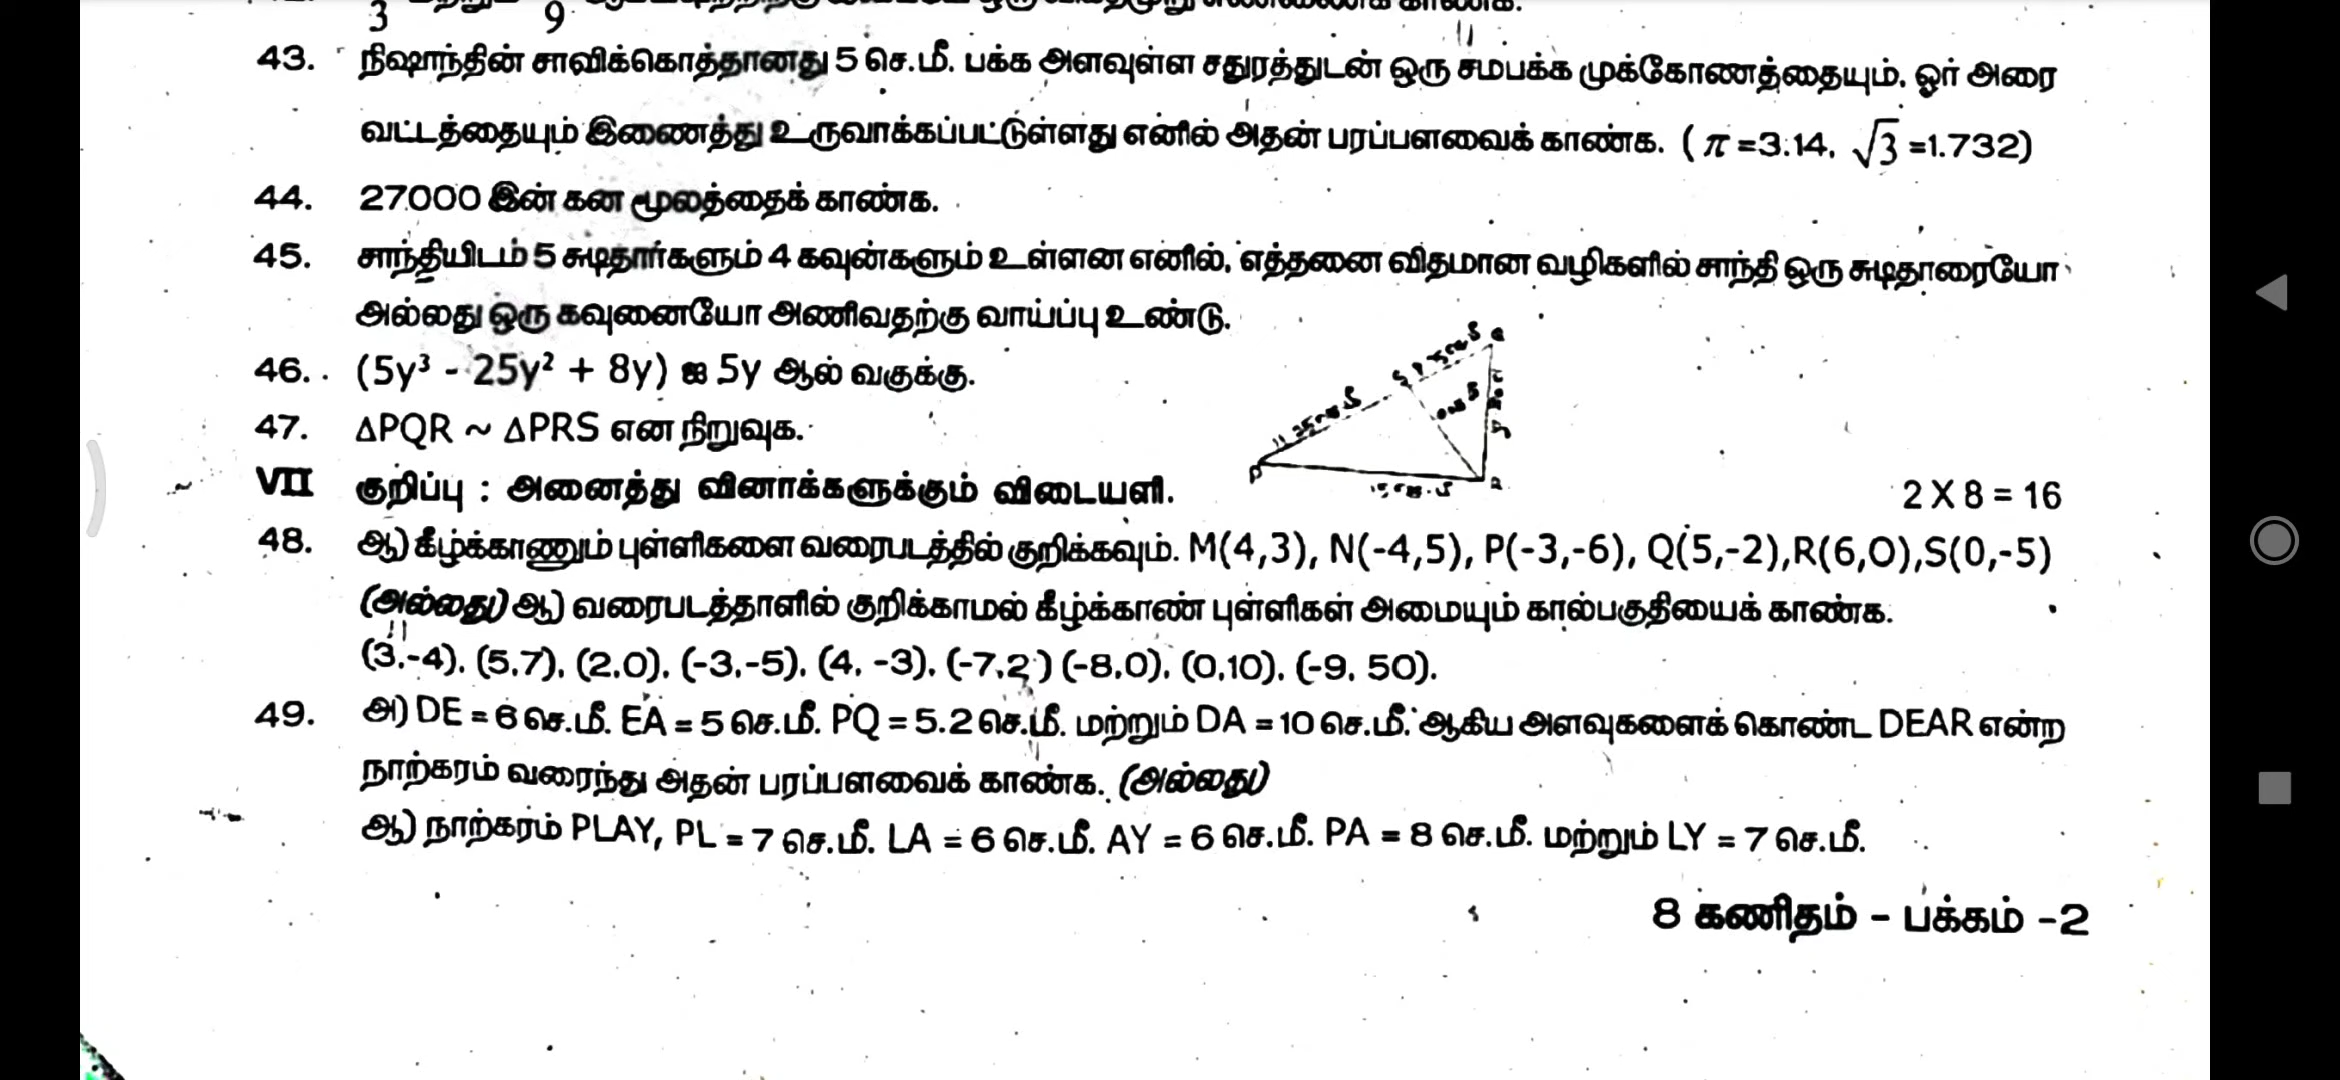 3 9
43. நிஷாந்தின் சாவிக்கொத்தானது 5 செ.மீ. பக்க அளவுள்ள சதுரத்துடன் ஒரு சமபக்க முக்கோணத்தையும், ஓர் அரை
வட்டத்தையும் இணைத்து உருவாக்கப்பட்டுள்ளது எனில் அதன் பரப்பளவைக் காண்க. ( π =3.14, √3 =1.732)
44. 27000 இன் கன மூலத்தைக் காண்க.
45. சாந்தியிடம் 5 சுடிதார்களும் 4 கவுன்களும் உள்ளன எனில், எத்தனை விதமான வழிகளில் சாந்தி ஒரு சுடிதாரையோ
அல்லது ஒரு கவுனையோ அணிவதற்கு வாய்ப்பு உண்டு.
46. (5y³ - 25y² + 8y) ஐ 5y ஆல் வகுக்கு.
47. ΔPQR ~ ΔPRS என நிறுவுக.
P R
VII குறிப்பு : அனைத்து வினாக்களுக்கும் விடையளி. 2 X 8 = 16
48. ஆ) கீழ்க்காணும் புள்ளிகளை வரைபடத்தில் குறிக்கவும். M(4,3), N(-4,5), P(-3,-6), Q(5,-2),R(6,0),S(0,-5)
(அல்லது) ஆ) வரைபடத்தாளில் குறிக்காமல் கீழ்க்காண் புள்ளிகள் அமையும் கால்பகுதியைக் காண்க.
(3,-4), (5,7), (2,0), (-3,-5), (4, -3), (-7,2) (-8,0), (0,10), (-9, 50).
49. அ) DE = 6 செ.மீ. EA = 5 செ.மீ. PQ = 5.2 செ.மீ. மற்றும் DA = 10 செ.மீ. ஆகிய அளவுகளைக் கொண்ட DEAR என்ற
நாற்கரம் வரைந்து அதன் பரப்பளவைக் காண்க. (அல்லது)
ஆ) நாற்கரம் PLAY, PL = 7 செ.மீ. LA = 6 செ.மீ. AY = 6 செ.மீ. PA = 8 செ.மீ. மற்றும் LY = 7 செ.மீ.
8 கணிதம் - பக்கம் -2